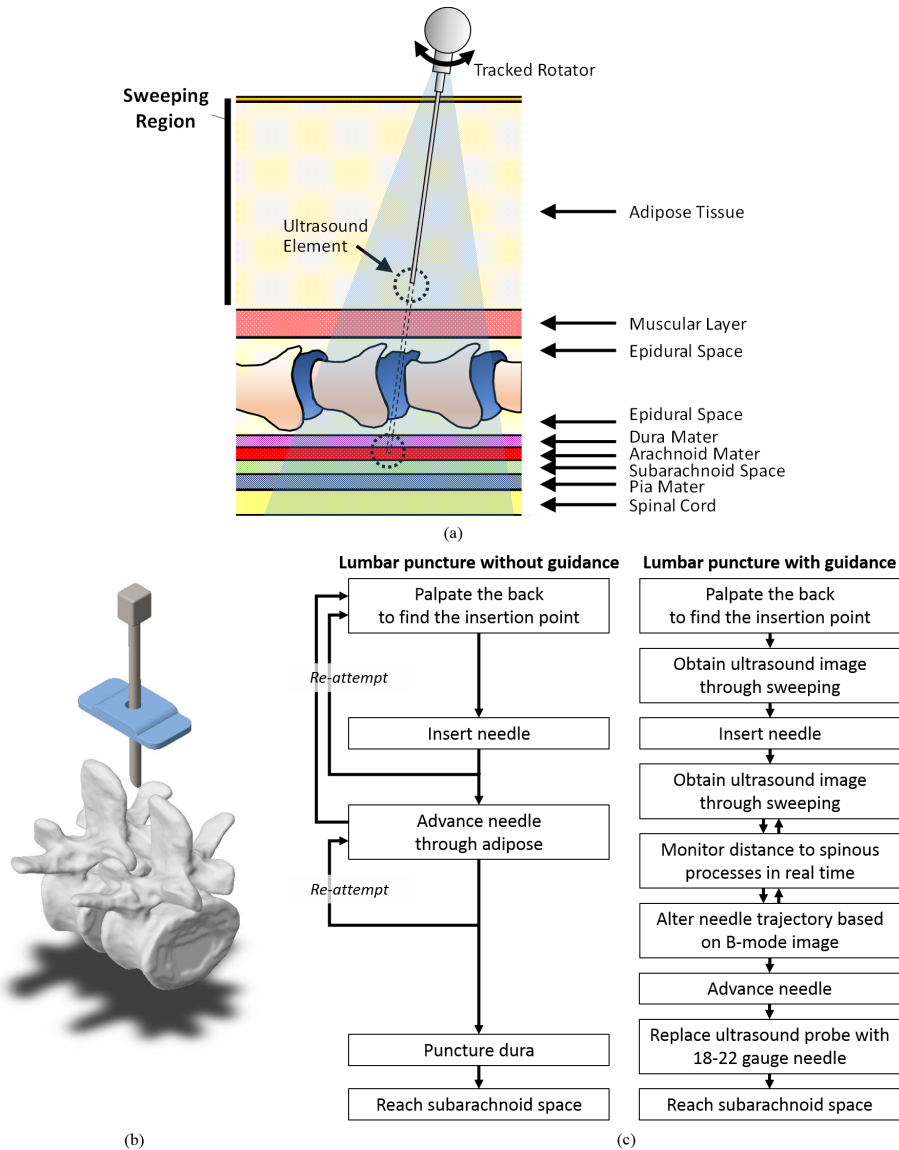 Tracked Rotator
Sweeping
Region
Ultrasound
Element
Adipose Tissue
Muscular Layer
Epidural Space
Epidural Space
Dura Mater
Arachnoid Mater
Subarachnoid Space
Pia Mater
Spinal Cord
(a)
Lumbar puncture without guidance
Palpate the back
to find the insertion point
Re-attempt
Insert needle
Advance needle
through adipose
Re-attempt
Puncture dura
Reach subarachnoid space
Lumbar puncture with guidance
Palpate the back
to find the insertion point
Obtain ultrasound image
through sweeping
Insert needle
Obtain ultrasound image
through sweeping
Monitor distance to spinous
processes in real time
Alter needle trajectory based
on B-mode image
Advance needle
Replace ultrasound probe with
18-22 gauge needle
Reach subarachnoid space
(b)
(c)